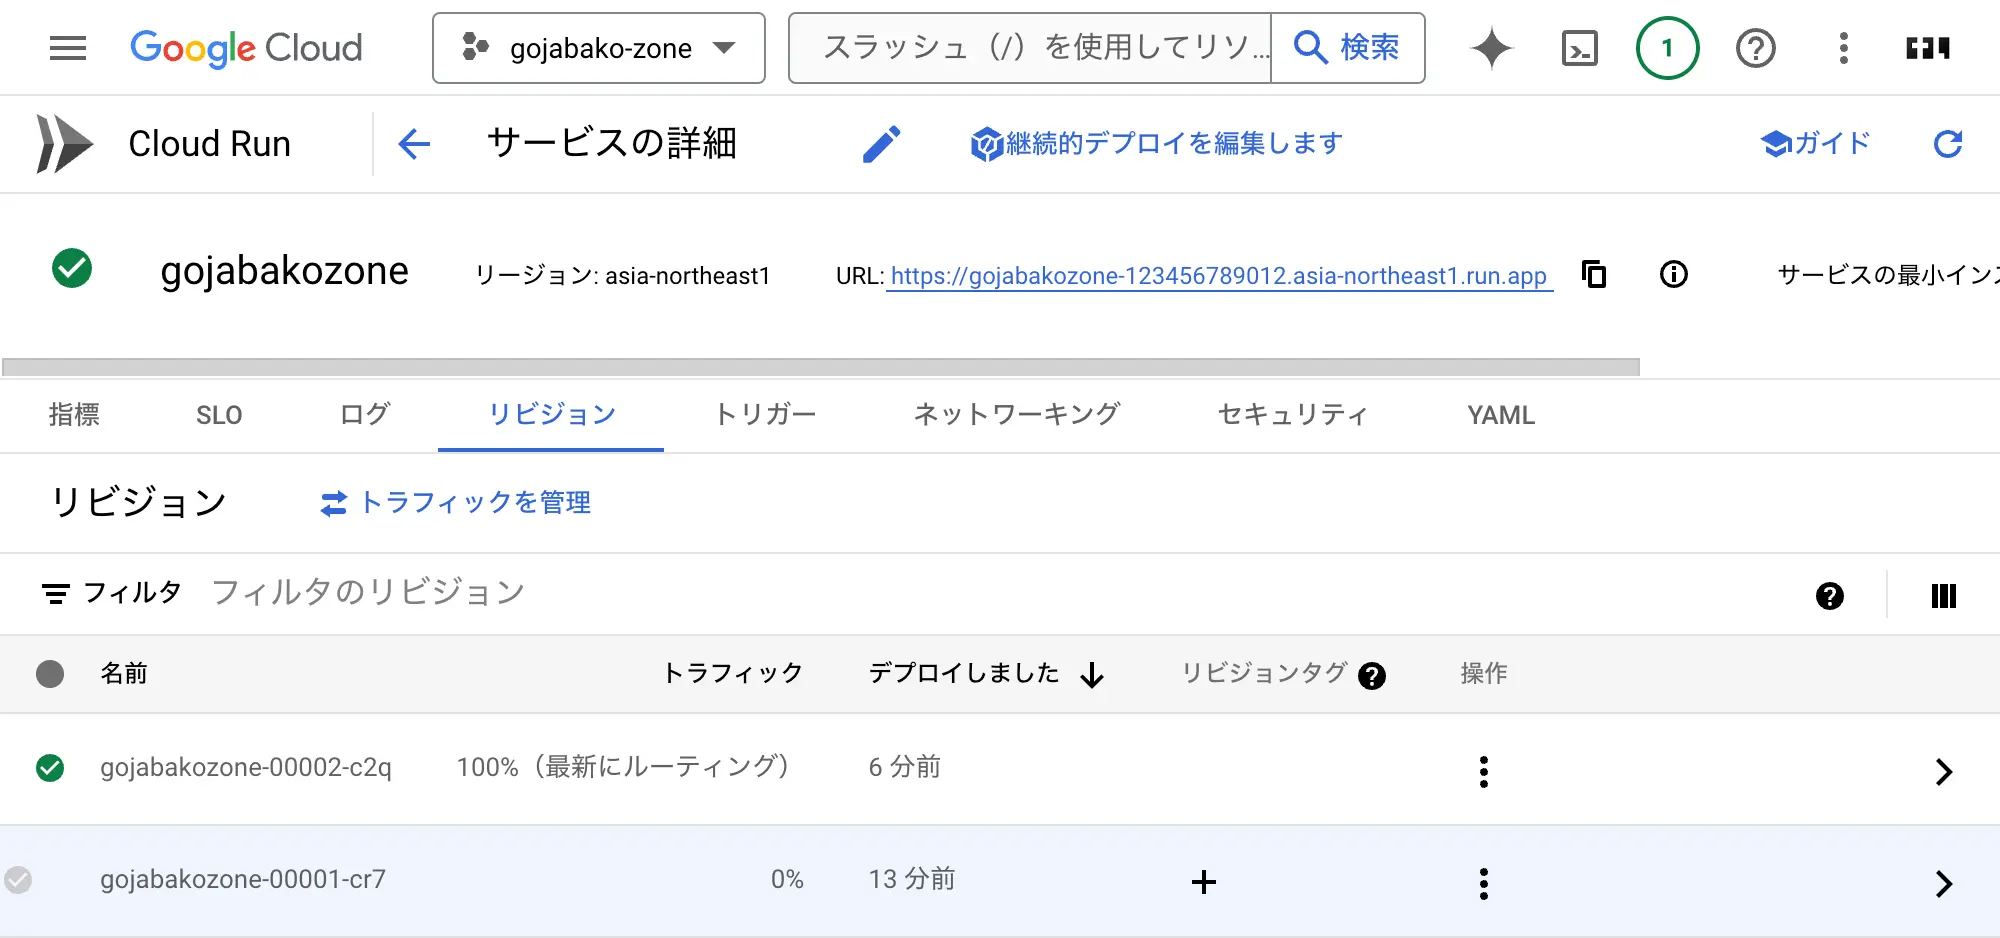 Google Cloud
gojabako-zone
スラッシュ（/）を使用してリソ...
検索
1
Cloud Run
サービスの詳細
継続的デプロイを編集します
ガイド
gojabakozone
リージョン: asia-northeast1
URL: https://gojabakozone-123456789012.asia-northeast1.run.app
サービスの最小インス
指標 SLO ログ リビジョン トリガー ネットワーキング セキュリティ YAML
リビジョン
トラフィックを管理
フィルタ フィルタのリビジョン
名前 トラフィック デプロイしました リビジョンタグ 操作
gojabakozone-00002-c2q 100%（最新にルーティング） 6 分前
gojabakozone-00001-cr7 0% 13 分前